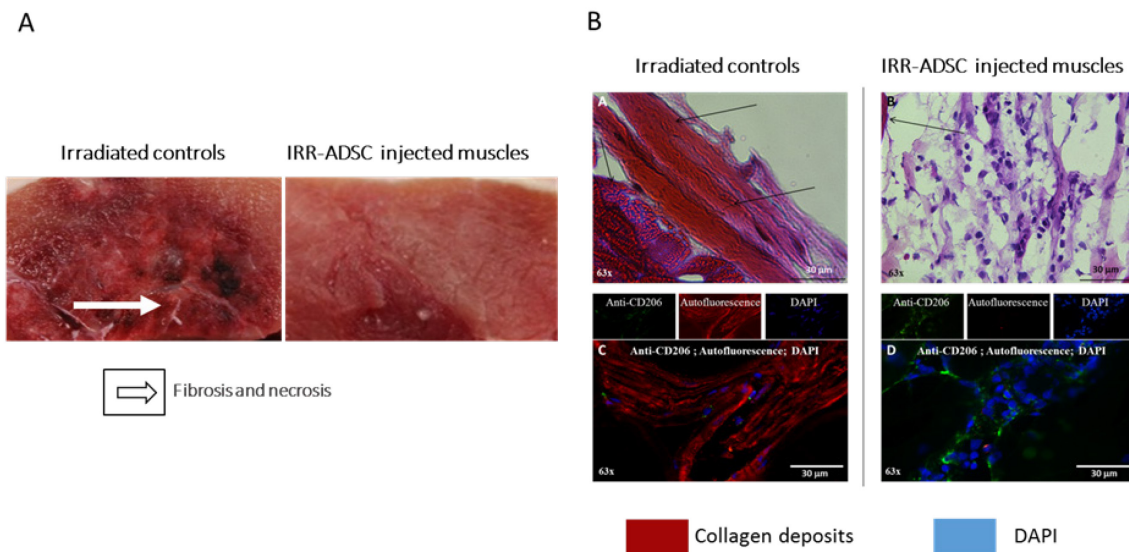 A
B
Irradiated controls
IRR-ADSC injected muscles
Irradiated controls
IRR-ADSC injected muscles
Fibrosis and necrosis
A
30 µm
63x
B
30 µm
63x
Anti-CD206
Autofluorescence
DAPI
Anti-CD206
Autofluorescence
DAPI
C
Anti-CD206 ; Autofluorescence; DAPI
63x
30 µm
D
Anti-CD206 ; Autofluorescence; DAPI
63x
30 µm
Collagen deposits
DAPI